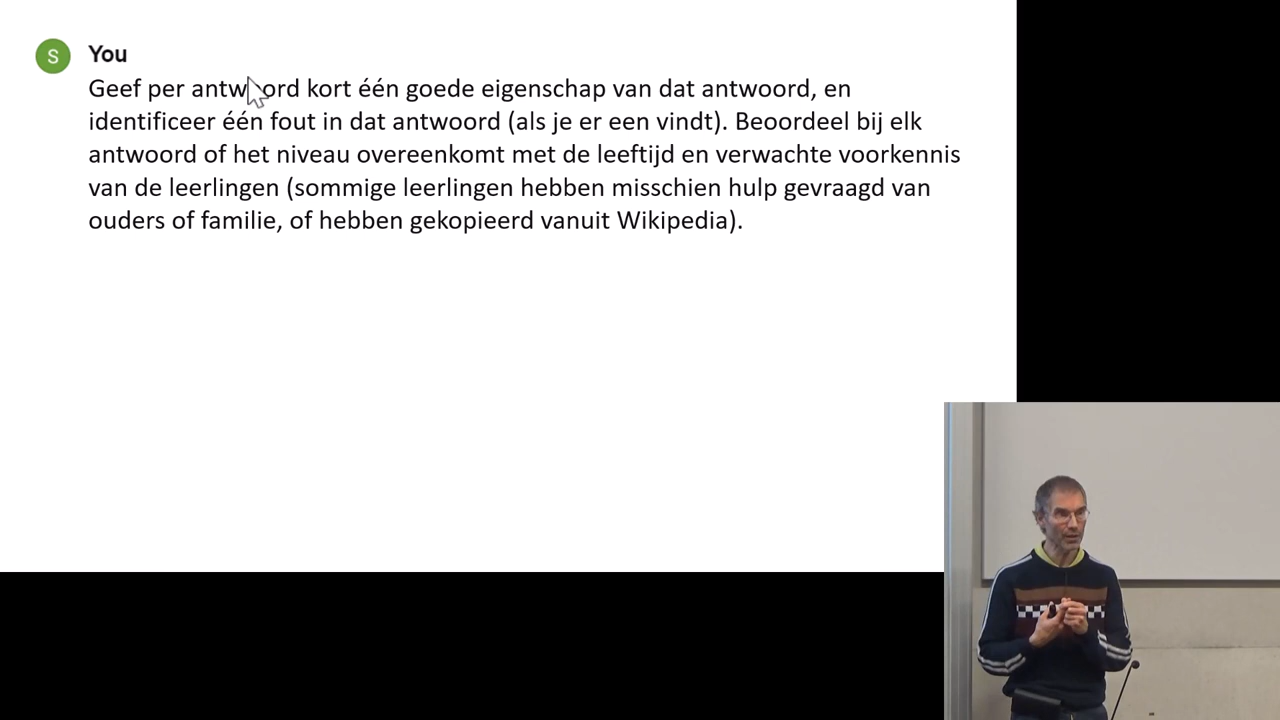 S
You
Geef per antwoord kort één goede eigenschap van dat antwoord, en
identificeer één fout in dat antwoord (als je er een vindt). Beoordeel bij elk
antwoord of het niveau overeenkomt met de leeftijd en verwachte voorkennis
van de leerlingen (sommige leerlingen hebben misschien hulp gevraagd van
ouders of familie, of hebben gekopieerd vanuit Wikipedia).